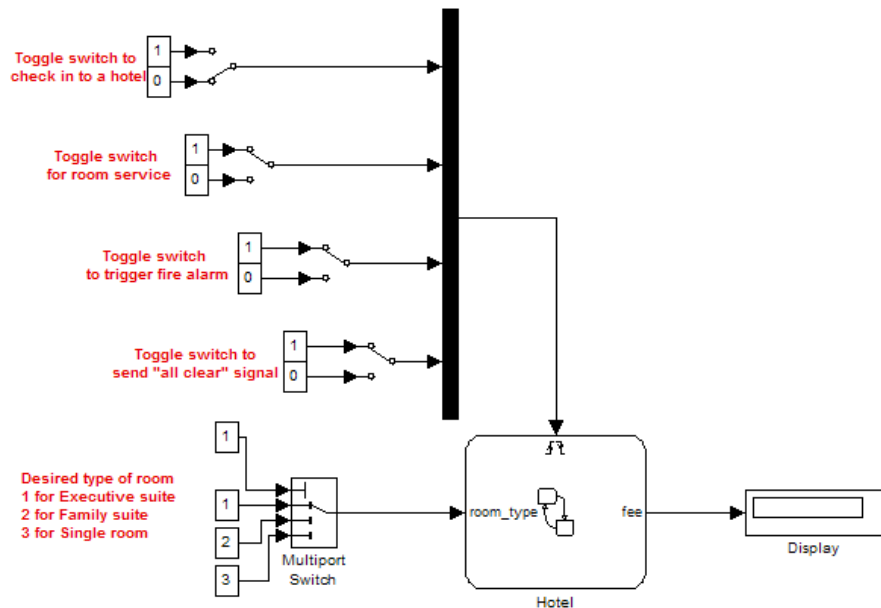 Toggle switch to
check in to a hotel
1
0
Toggle switch
for room service
1
0
Toggle switch
to trigger fire alarm
1
0
Toggle switch to
send "all clear" signal
1
0
Desired type of room
1 for Executive suite
2 for Family suite
3 for Single room
1
1
2
3
Multiport
Switch
room_type
fee
Hotel
Display